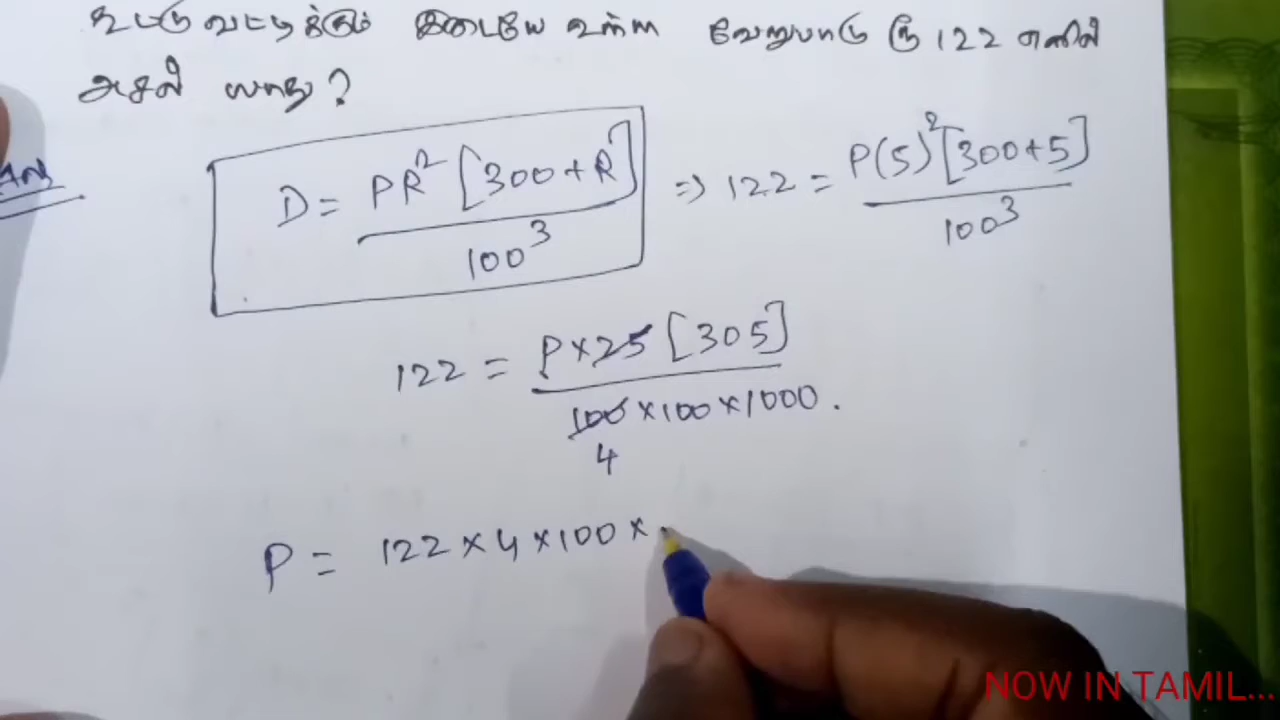 கூட்டு வட்டிக்கும் இடையே உள்ள வேறுபாடு ரூ 122 எனில்
அசல் யாது?
Ans
D = PR² [300+R] / 100³ => 122 = P(5)² [300+5] / 100³
122 = P×25 [305] / 100×100×1000.
4
P = 122 × 4 × 100 ×
NOW IN TAMIL...